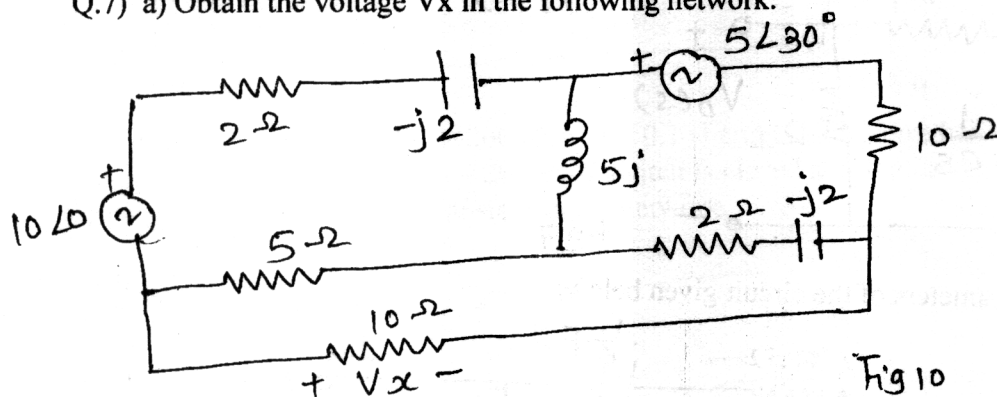 Q.7) a) Obtain the voltage Vx in the following network.
5∠30°
2Ω
-j2
10Ω
5j
10∠0
2Ω -j2
5Ω
10Ω
+ Vx -
Fig 10